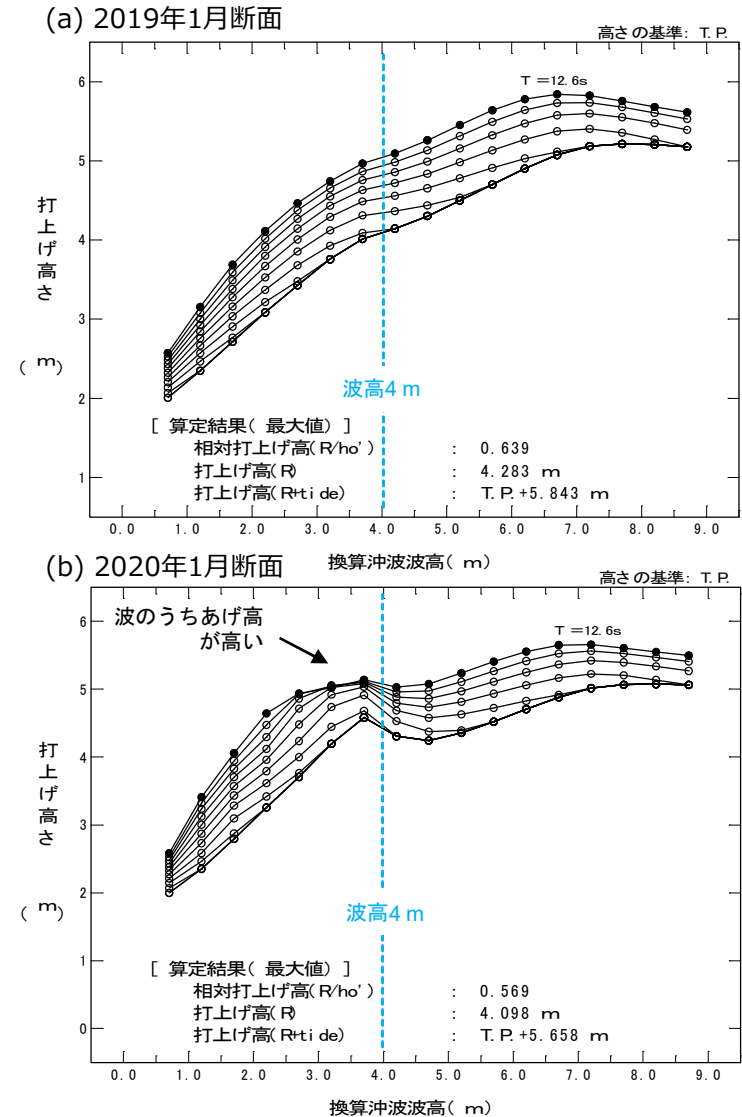 (a) 2019年1月断面
高さの基準: T.P.
T =12.6s
6
5
4
3
2
1
打上げ高さ
( m)
波高4 m
[ 算定結果( 最大値) ]
相対打上げ高(R/ho') : 0.639
打上げ高(R) : 4.283 m
打上げ高(R+tide) : T.P.+5.843 m
0.0 1.0 2.0 3.0 4.0 5.0 6.0 7.0 8.0 9.0
換算沖波波高( m)
(b) 2020年1月断面
高さの基準: T.P.
波のうちあげ高
が高い
T =12.6s
6
5
4
3
2
1
0
打上げ高さ
( m)
波高4 m
[ 算定結果( 最大値) ]
相対打上げ高(R/ho') : 0.569
打上げ高(R) : 4.098 m
打上げ高(R+tide) : T.P.+5.658 m
0.0 1.0 2.0 3.0 4.0 5.0 6.0 7.0 8.0 9.0
換算沖波波高( m)